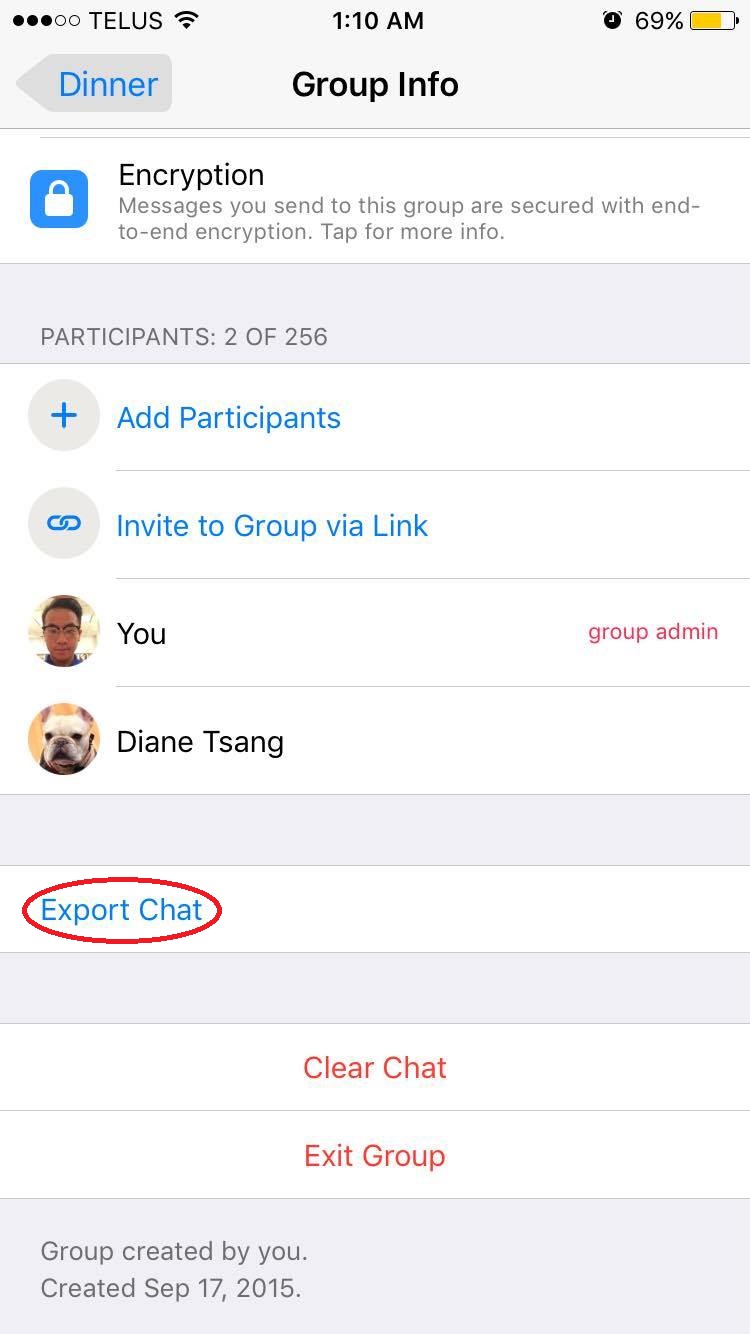 TELUS 1:10 AM 69%
Dinner Group Info
Encryption
Messages you send to this group are secured with end-
to-end encryption. Tap for more info.
PARTICIPANTS: 2 OF 256
Add Participants
Invite to Group via Link
You group admin
Diane Tsang
Export Chat
Clear Chat
Exit Group
Group created by you.
Created Sep 17, 2015.